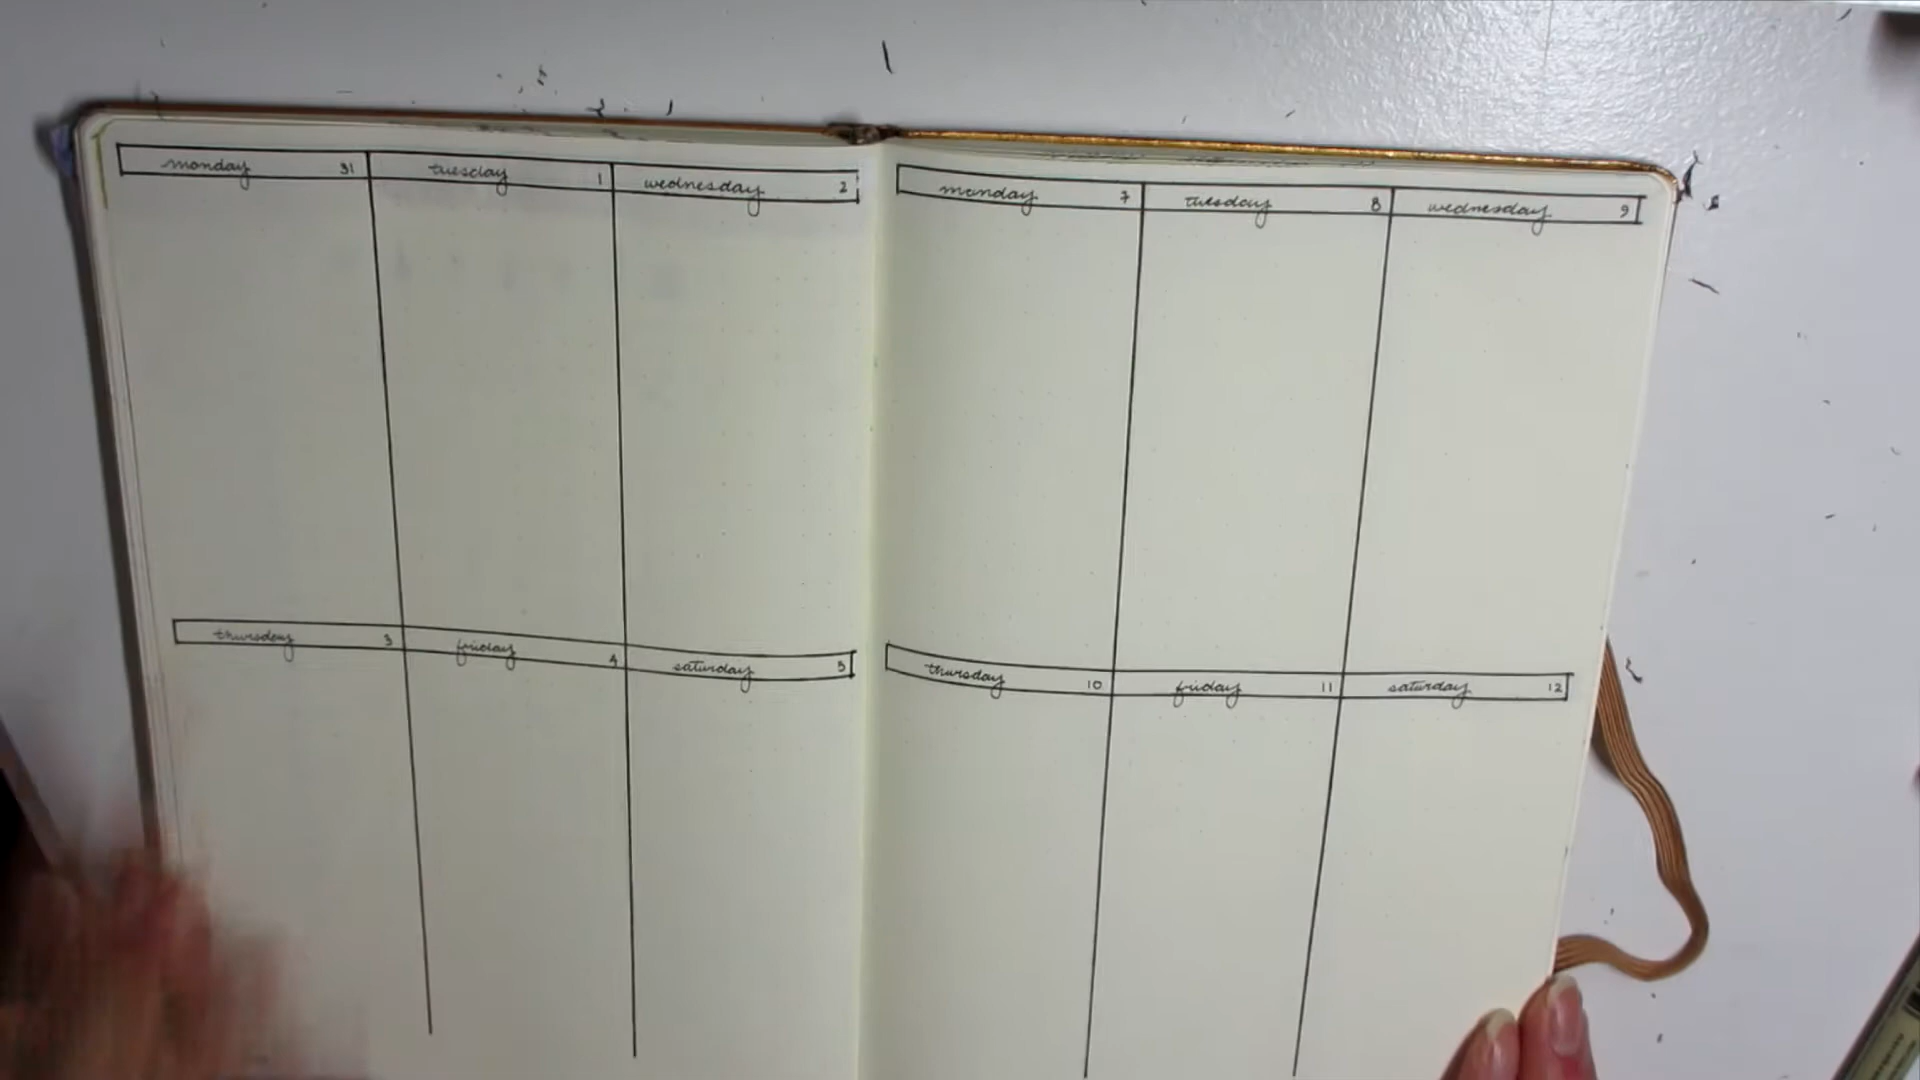 monday 31 tuesday 1 wednesday 2
thursday 3 friday 4 saturday 5
monday 7 tuesday 8 wednesday 9
thursday 10 friday 11 saturday 12